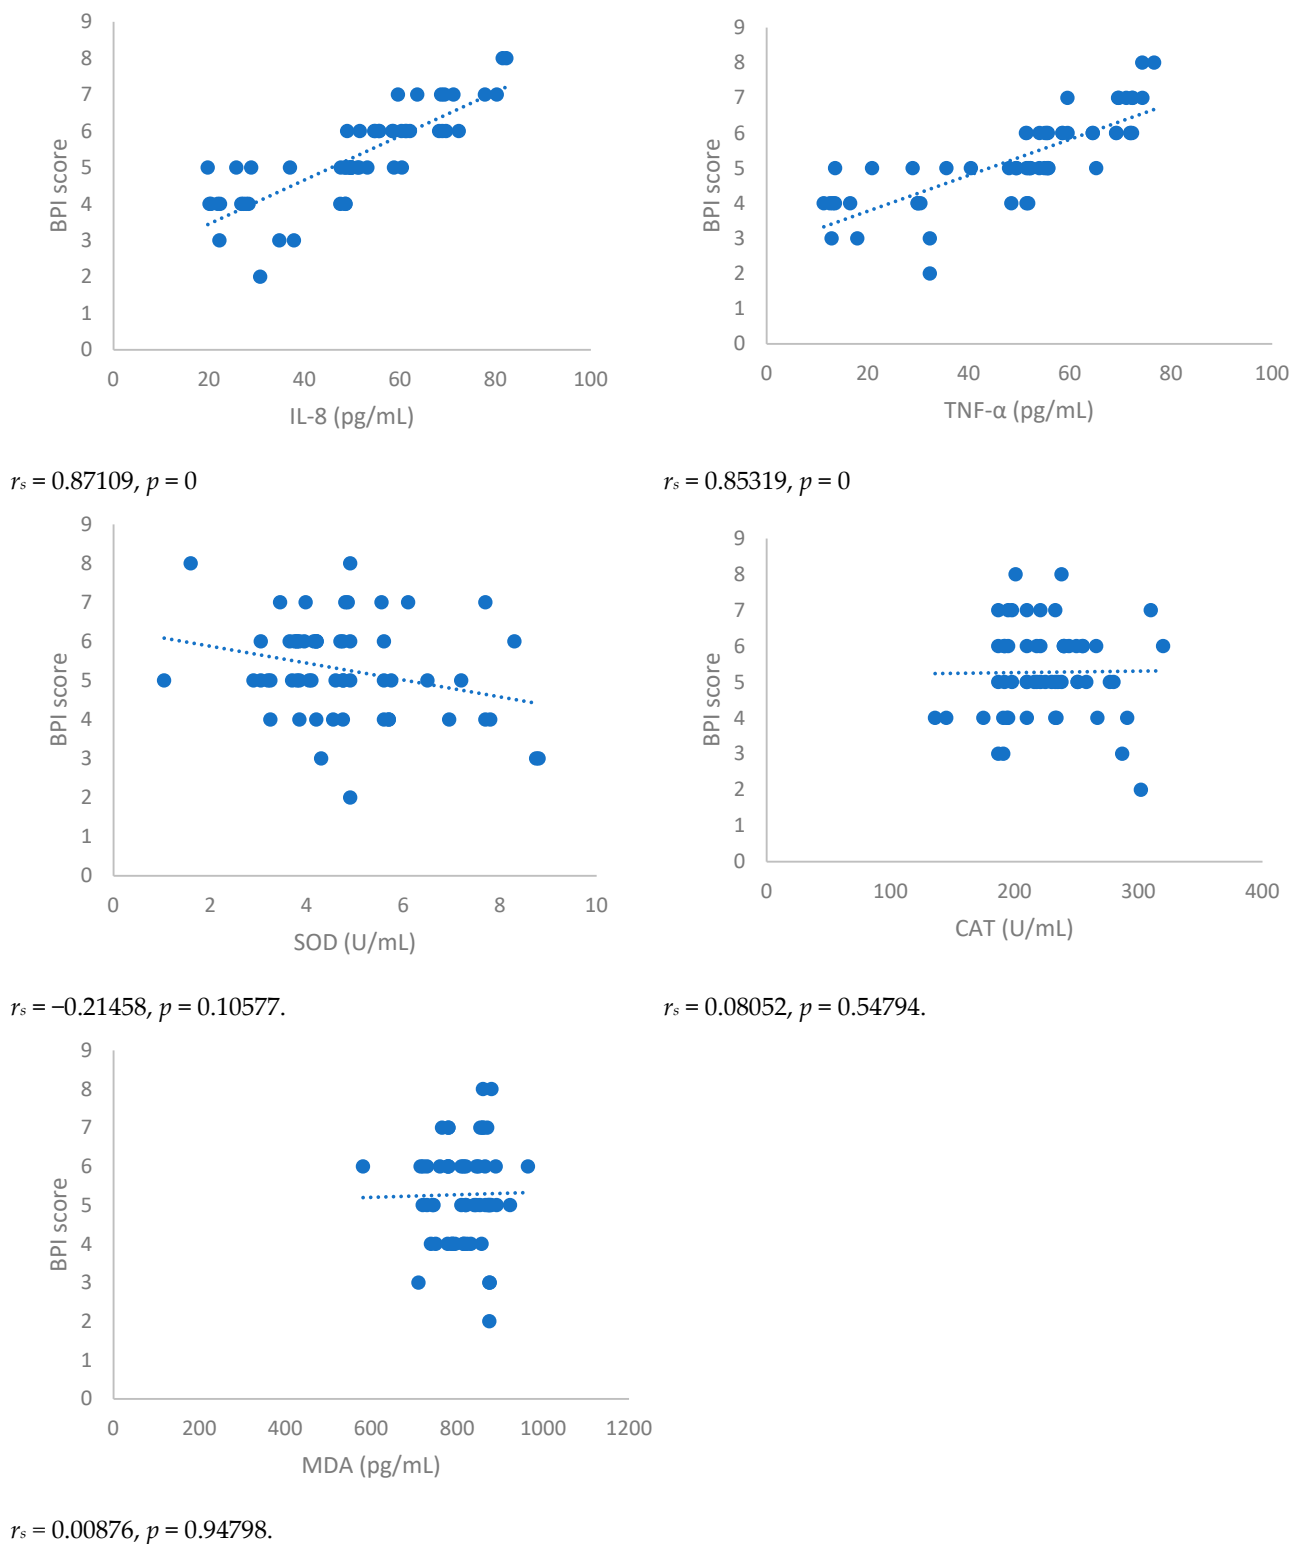 9
8
7
6
5
4
3
2
1
0
BPI score
0 20 40 60 80 100
IL-8 (pg/mL)
9
8
7
6
5
4
3
2
1
0
BPI score
0 20 40 60 80 100
TNF-α (pg/mL)
rs = 0.87109, p = 0
rs = 0.85319, p = 0
9
8
7
6
5
4
3
2
1
0
BPI score
0 2 4 6 8 10
SOD (U/mL)
9
8
7
6
5
4
3
2
1
0
BPI score
0 100 200 300 400
CAT (U/mL)
rs = −0.21458, p = 0.10577.
rs = 0.08052, p = 0.54794.
9
8
7
6
5
4
3
2
1
0
BPI score
0 200 400 600 800 1000 1200
MDA (pg/mL)
rs = 0.00876, p = 0.94798.